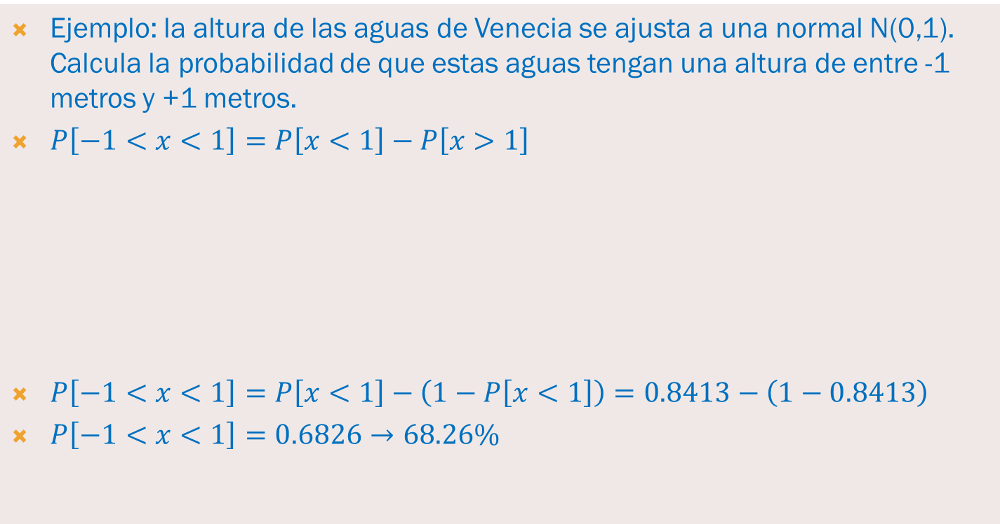 Ejemplo: la altura de las aguas de Venecia se ajusta a una normal N(0,1).
Calcula la probabilidad de que estas aguas tengan una altura de entre -1
metros y +1 metros.
P[−1 < x < 1] = P[x < 1] − P[x > 1]
P[−1 < x < 1] = P[x < 1] − (1 − P[x < 1]) = 0.8413 − (1 − 0.8413)
P[−1 < x < 1] = 0.6826 → 68.26%